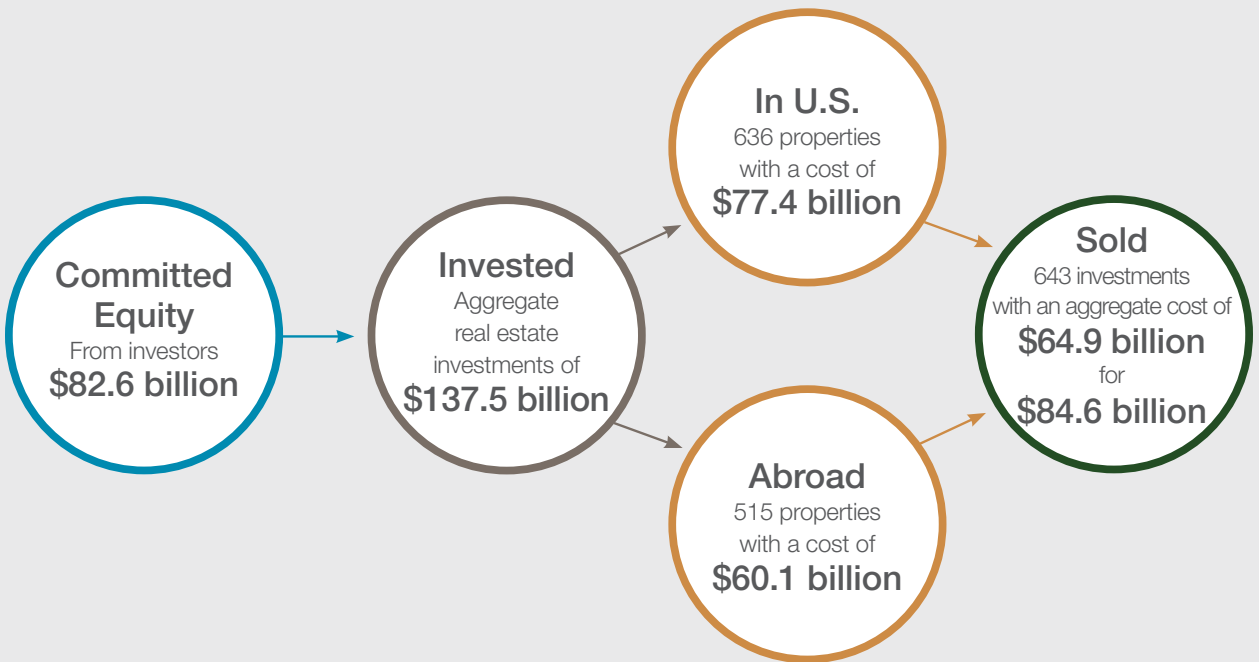 Committed
Equity
From investors
$82.6 billion
Invested
Aggregate
real estate
investments of
$137.5 billion
In U.S.
636 properties
with a cost of
$77.4 billion
Abroad
515 properties
with a cost of
$60.1 billion
Sold
643 investments
with an aggregate cost of
$64.9 billion
for
$84.6 billion